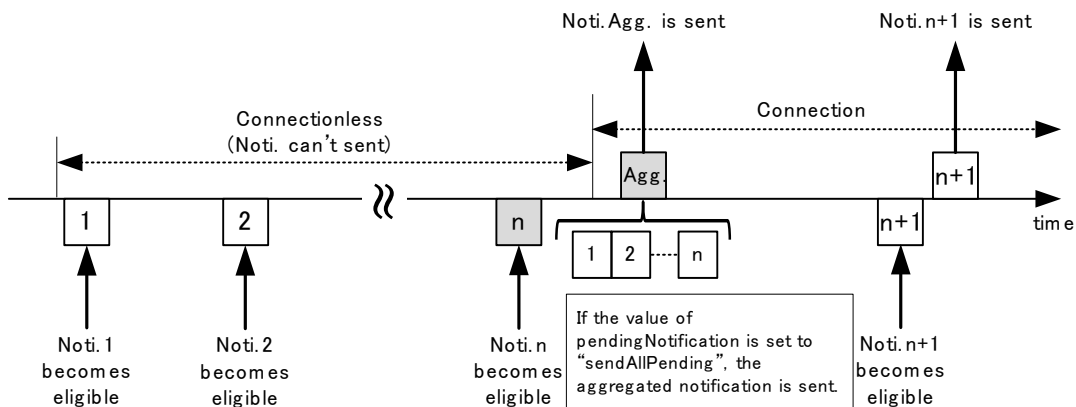 Noti.Agg. is sent
Noti.n+1 is sent
Connectionless
(Noti. can't sent)
Connection
Agg.
n+1
1
2
n
n+1
time
1
2
n
Noti.1
becomes
eligible
Noti.2
becomes
eligible
Noti.n
becomes
eligible
If the value of
pendingNotification is set to
“sendAllPending”, the
aggregated notification is sent.
Noti.n+1
becomes
eligible